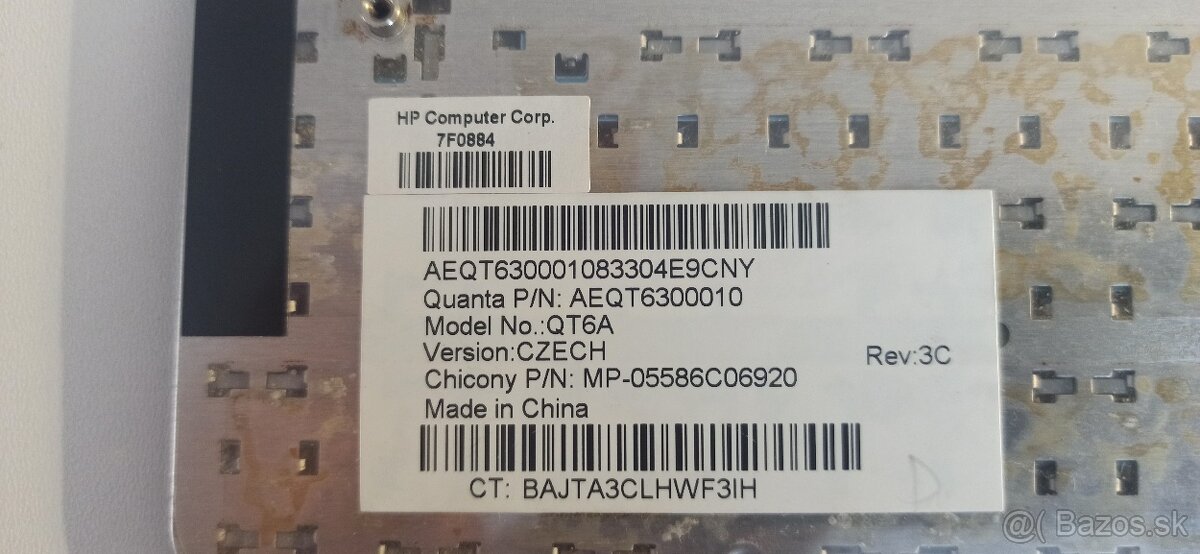 HP Computer Corp.
7F0884
AEQT630001083304E9CNY
Quanta P/N: AEQT6300010
Model No.:QT6A
Version:CZECH
Rev:3C
Chicony P/N: MP-05586C06920
Made in China
CT: BAJTA3CLHWF3IH
D
@( Bazos.sk